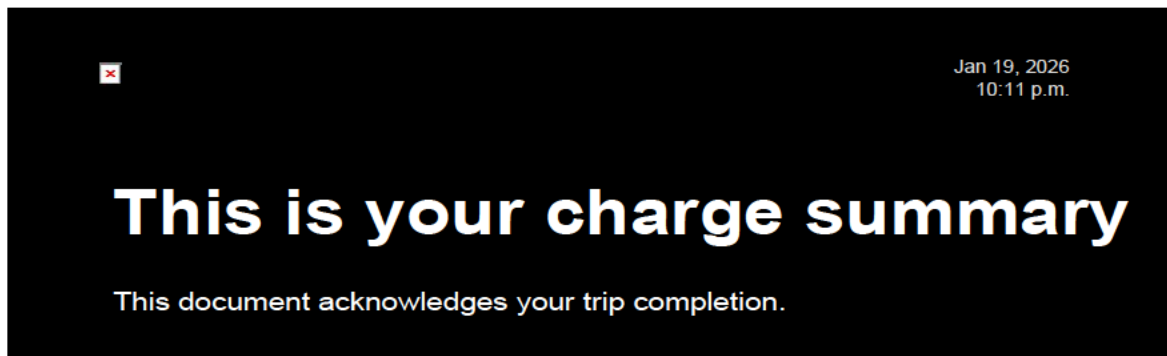 Jan 19, 2026
10:11 p.m.
This is your charge summary
This document acknowledges your trip completion.